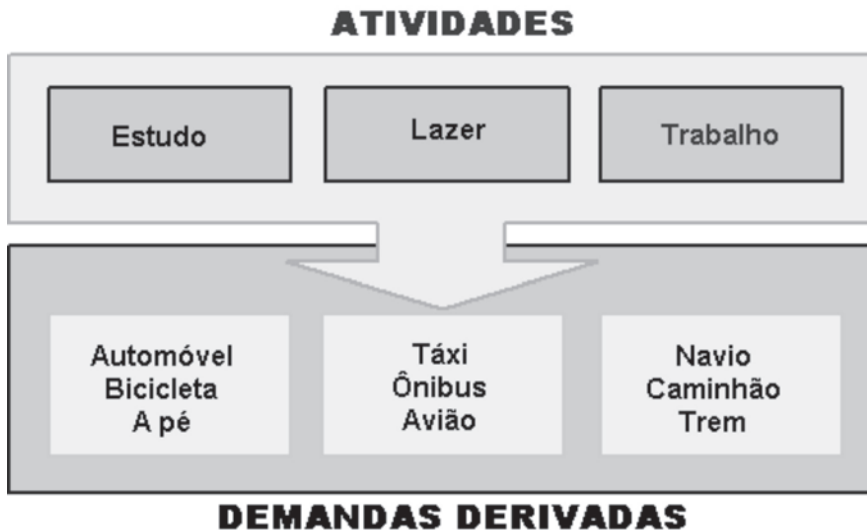 ATIVIDADES
Estudo
Lazer
Trabalho
Automóvel
Bicicleta
A pé
Táxi
Ônibus
Avião
Navio
Caminhão
Trem
DEMANDAS DERIVADAS